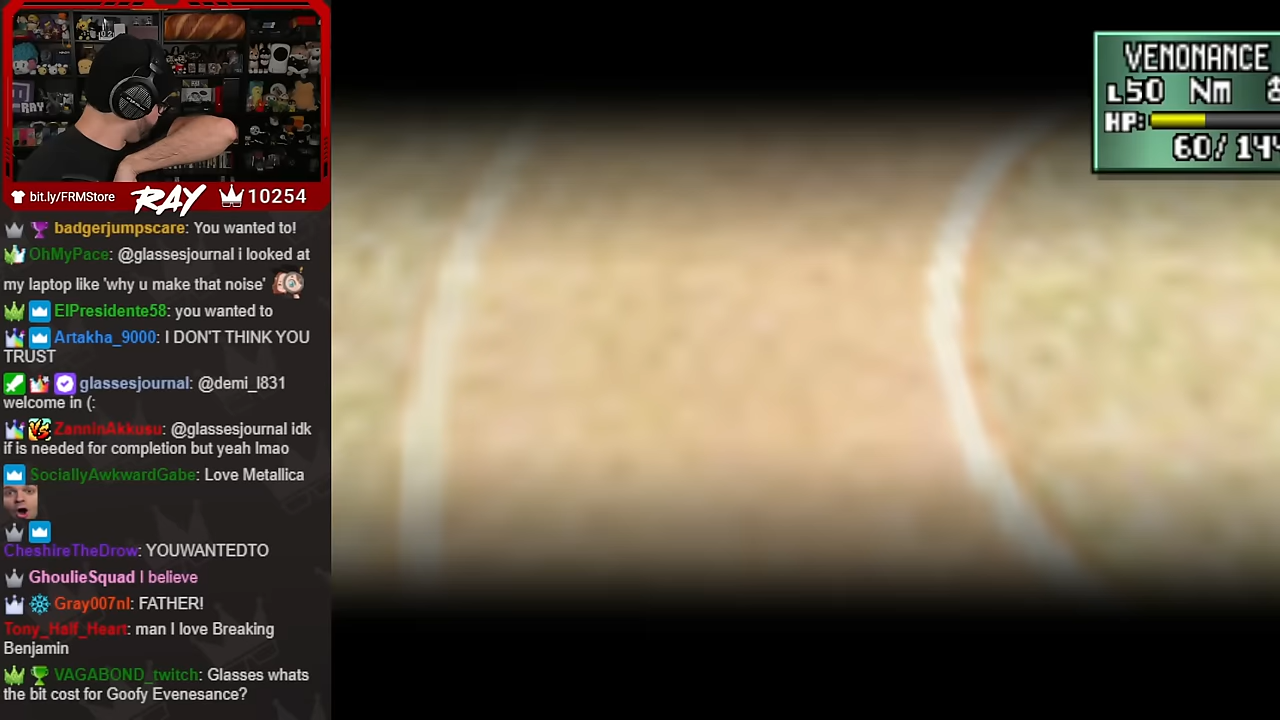 VENONANCE
L50 Nm
HP:
60/144
bit.ly/FRMStore RAY 10254
badgerjumpscare: You wanted to!
OhMyPace: @glassesjournal i looked at
my laptop like 'why u make that noise'
ElPresidente58: you wanted to
Artakha_9000: I DON'T THINK YOU
TRUST
glassesjournal: @demi_l831
welcome in (:
ZanninAkkusu: @glassesjournal idk
if is needed for completion but yeah lmao
SociallyAwkwardGabe: Love Metallica
CheshireTheDrow: YOUWANTEDTO
GhoulieSquad I believe
Gray007nl: FATHER!
Tony_Half_Heart: man I love Breaking
Benjamin
VAGABOND_twitch: Glasses whats
the bit cost for Goofy Evenesance?